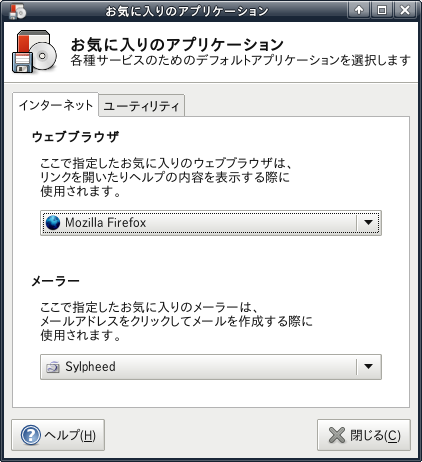 お気に入りのアプリケーション
お気に入りのアプリケーション
各種サービスのためのデフォルトアプリケーションを選択します
インターネット
ユーティリティ
ウェブブラウザ
ここで指定したお気に入りのウェブブラウザは、
リンクを開いたりヘルプの内容を表示する際に
使用されます。
Mozilla Firefox
メーラー
ここで指定したお気に入りのメーラーは、
メールアドレスをクリックしてメールを作成する際に
使用されます。
Sylpheed
ヘルプ(H)
閉じる(C)